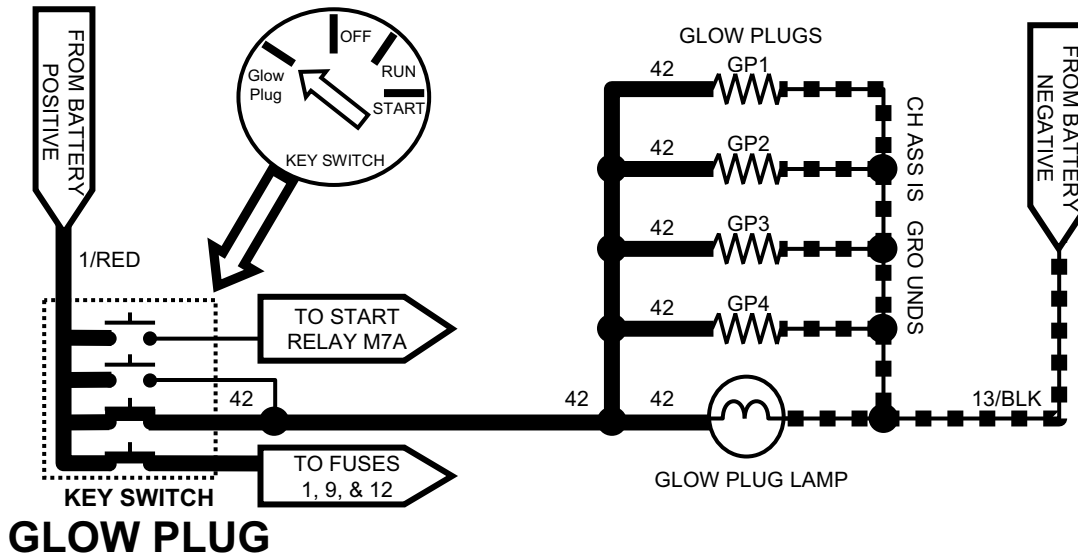 FROM BATTERY
POSITIVE
OFF
Glow
Plug
RUN
START
KEY SWITCH
GLOW PLUGS
42
GP1
42
GP2
42
GP3
42
GP4
CH ASS IS GRO UNDS
FROM BATTERY
NEGATIVE
1/RED
TO START
RELAY M7A
42
42
42
13/BLK
TO FUSES
1, 9, & 12
GLOW PLUG LAMP
KEY SWITCH
GLOW PLUG